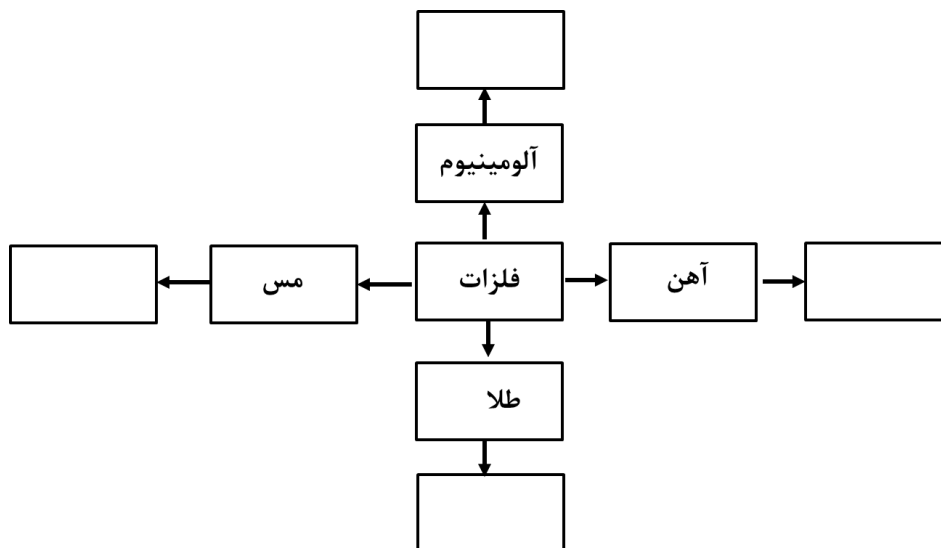 آلومینیوم
آهن
فلزات
مس
طلا